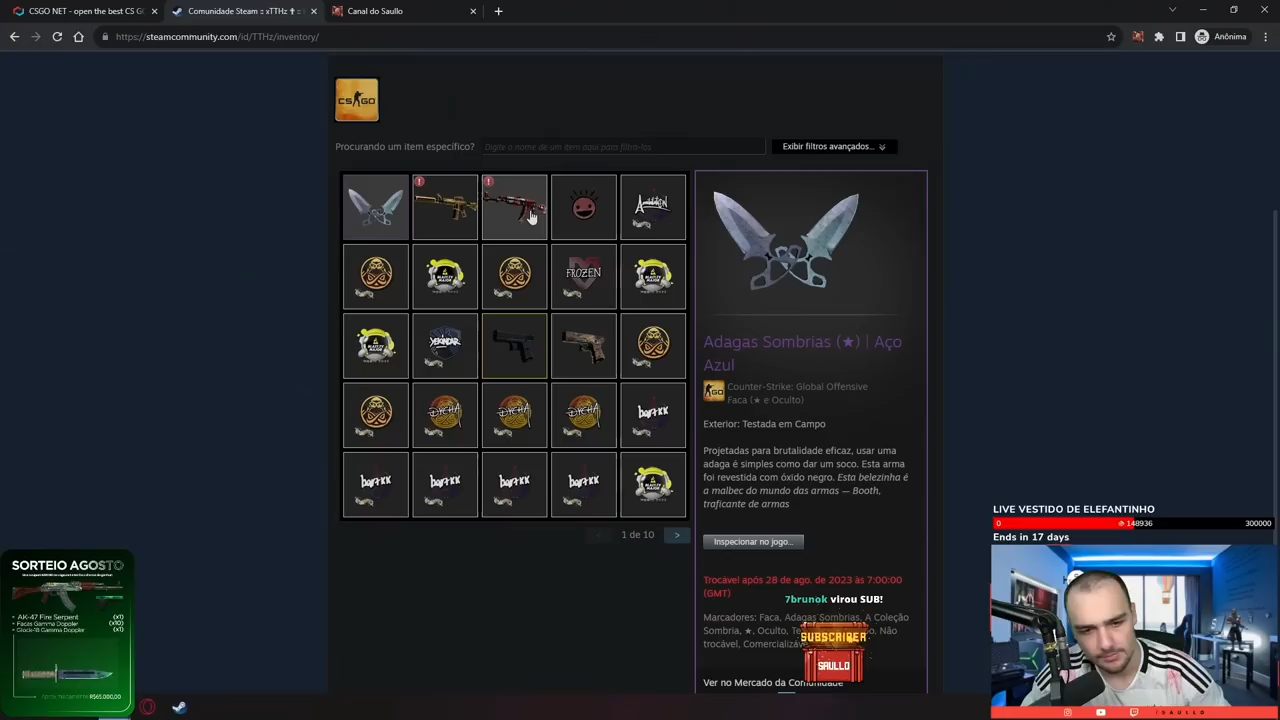 CSGO NET - open the best CS G
Comunidade Steam :: xTTHz
Canal do Saullo
https://steamcommunity.com/id/TTHz/inventory/
Anônima
CS GO
Procurando um item específico?
Digite o nome de um item aqui para filtrá-los
Exibir filtros avançados...
FROZEN
Adagas Sombrias (★) | Aço
Azul
Counter-Strike: Global Offensive
Faca (★ e Oculto)
Exterior: Testada em Campo
Projetadas para brutalidade eficaz, usar uma
adaga é simples como dar um soco. Esta arma
foi revestida com óxido negro. Esta belezinha é
a malbec do mundo das armas — Booth,
traficante de armas
1 de 10
>
Inspecionar no jogo...
Trocável após 28 de ago. de 2023 às 7:00:00
(GMT)
7brunok virou SUB!
Marcadores: Faca, Adagas Sombrias, A Coleção
Sombria, ★, Oculto,
Não
SUBSCRIBER
SAULLO
Ver no Mercado da Comunidade
LIVE VESTIDO DE ELEFANTINHO
0
148936
300000
Ends in 17 days
SORTEIO AGOSTO
AK-47 Fire Serpent (x1)
Facas Gamma Doppler (x10)
Glock-18 Gamma Doppler (x1)
R$65.000,00
ISAULLO